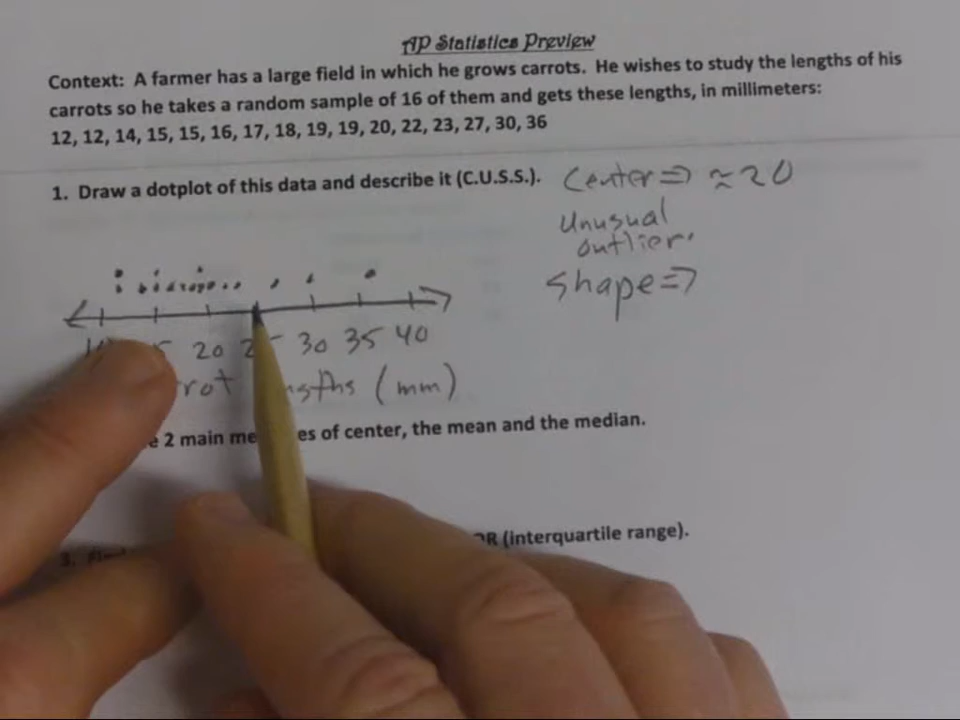 AP Statistics Preview
Context: A farmer has a large field in which he grows carrots. He wishes to study the lengths of his
carrots so he takes a random sample of 16 of them and gets these lengths, in millimeters:
12, 12, 14, 15, 15, 16, 17, 18, 19, 19, 20, 22, 23, 27, 30, 36
1. Draw a dotplot of this data and describe it (C.U.S.S.). Center => ≈20
Unusual
outlier.
Shape =>
20 30 35 40
(mm)
2 main of center, the mean and the median.
3. (interquartile range).